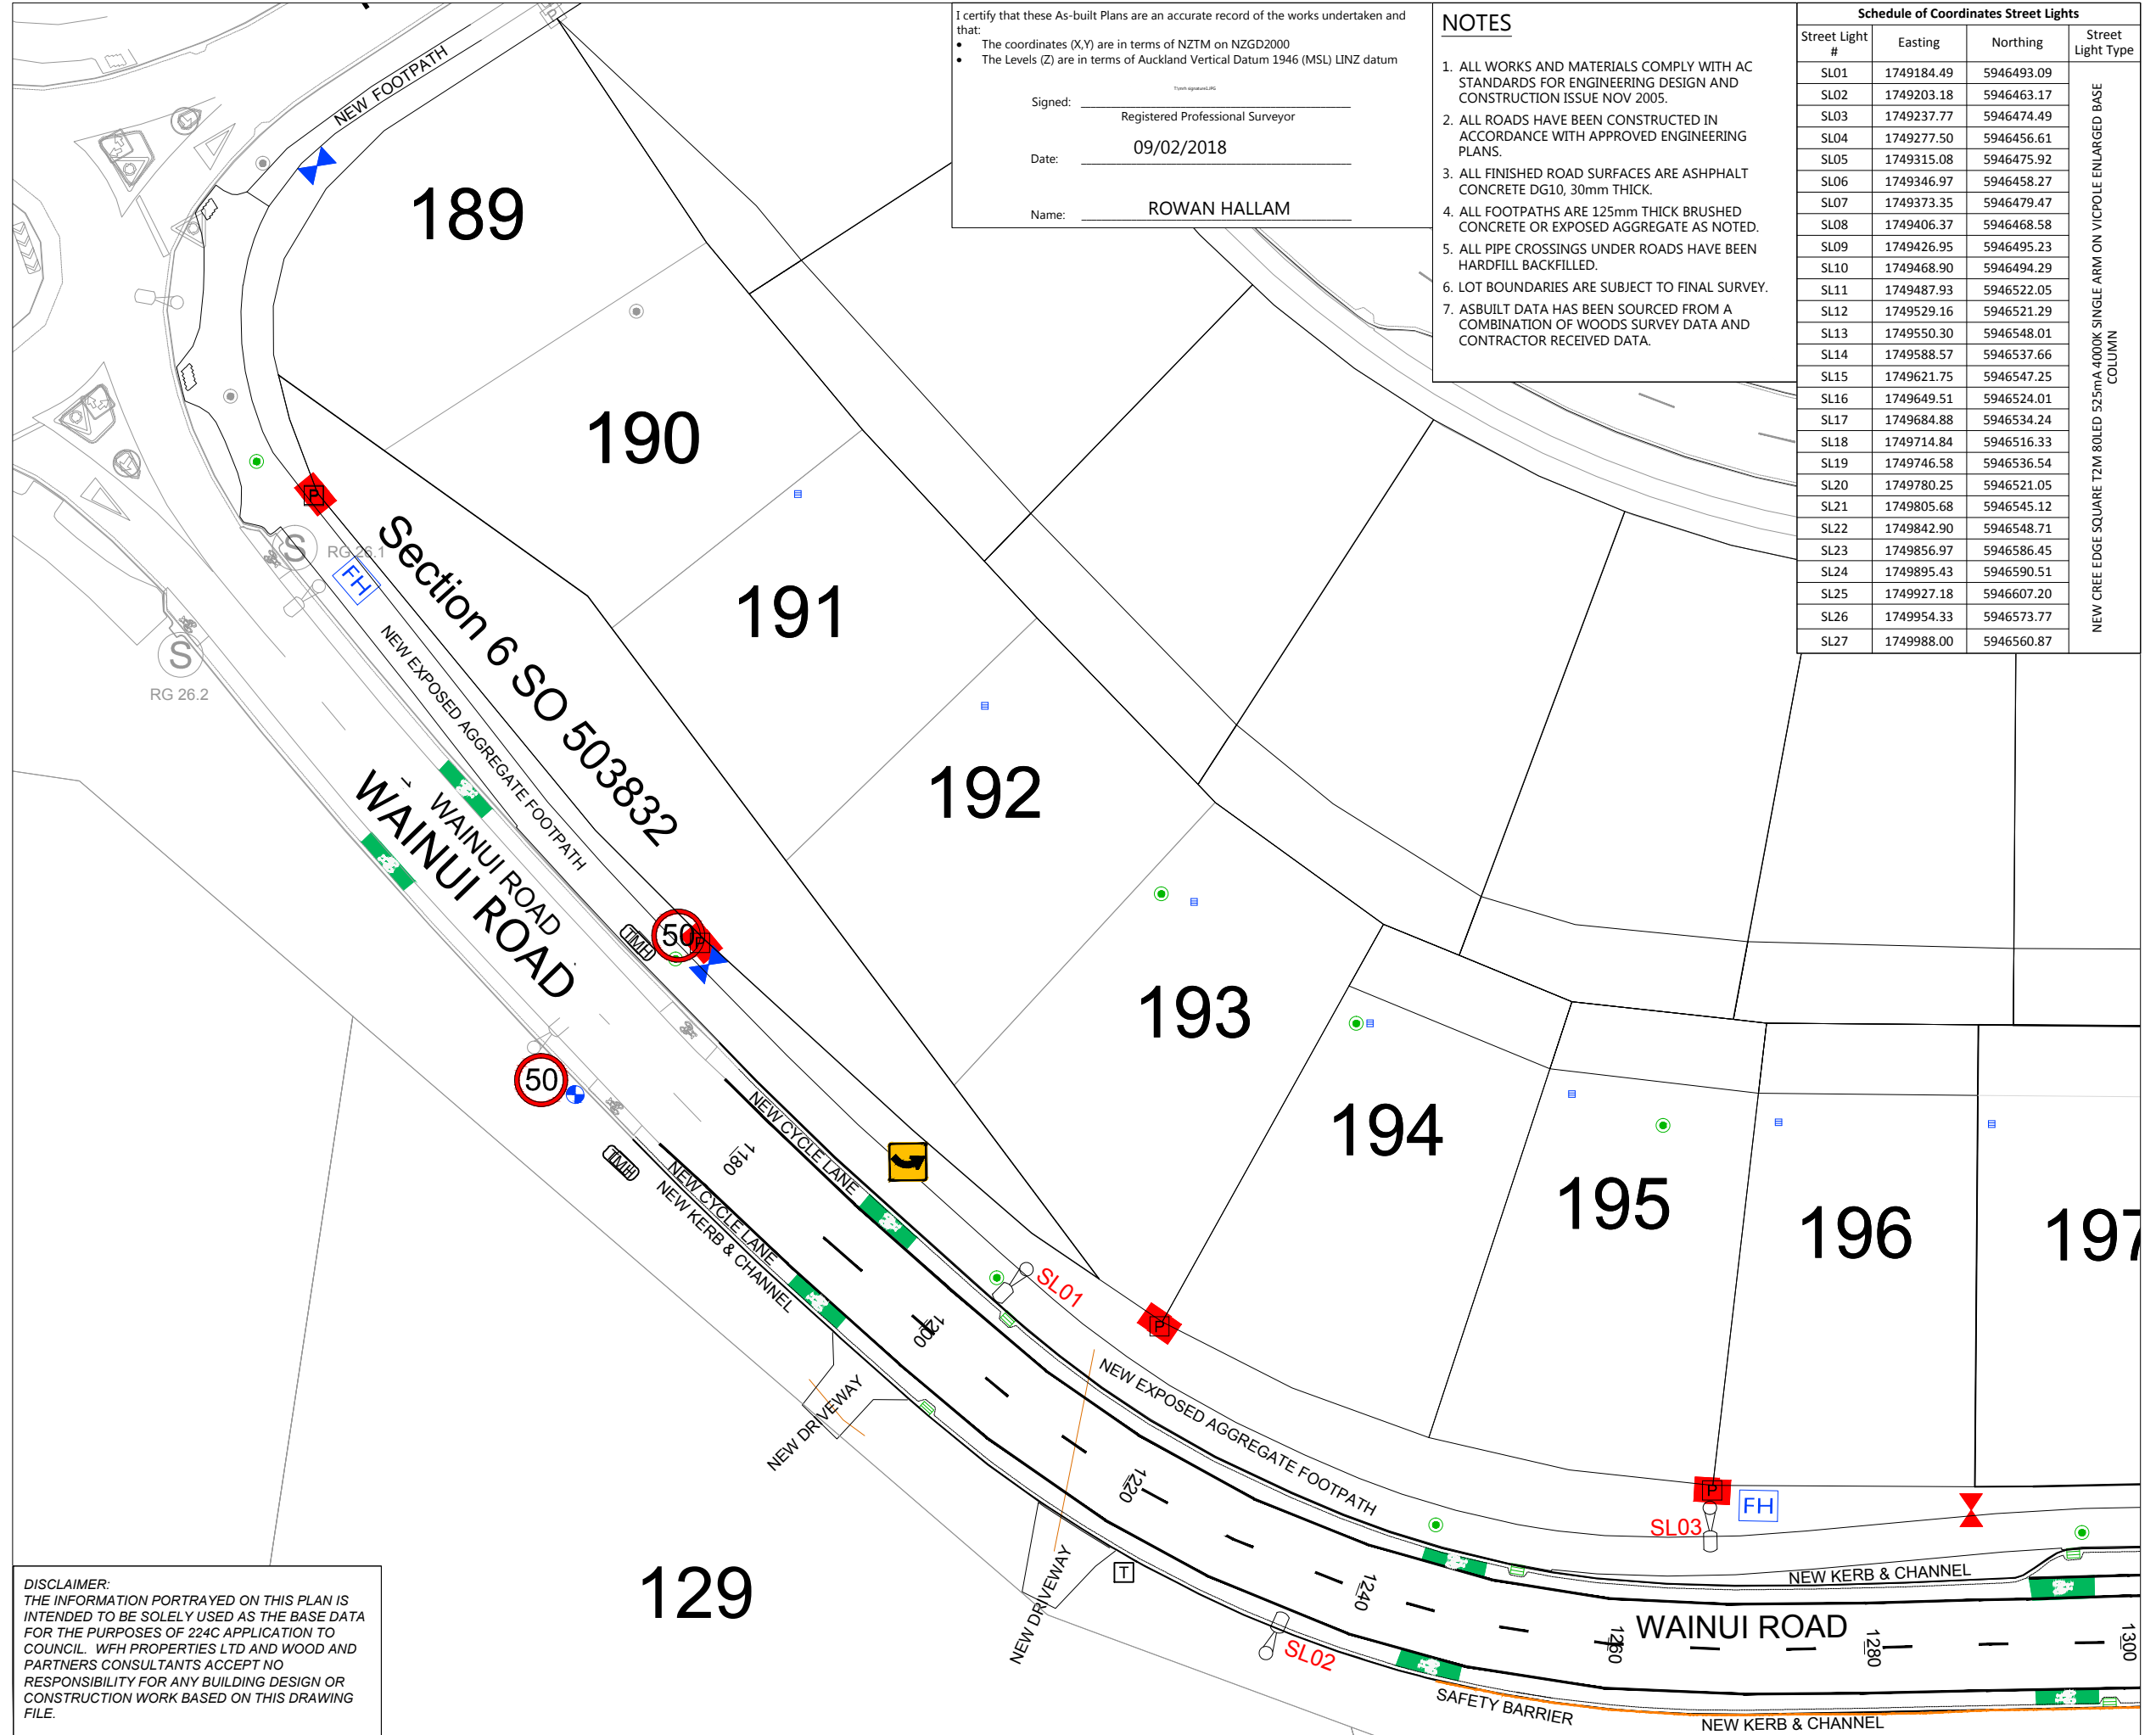 I certify that these As-built Plans are an accurate record of the works undertaken and
that:
• The coordinates (X,Y) are in terms of NZTM on NZGD2000
• The Levels (Z) are in terms of Auckland Vertical Datum 1946 (MSL) LINZ datum
Signed:
Registered Professional Surveyor
Date: 09/02/2018
Name: ROWAN HALLAM
NOTES
1. ALL WORKS AND MATERIALS COMPLY WITH AC
STANDARDS FOR ENGINEERING DESIGN AND
CONSTRUCTION ISSUE NOV 2005.
2. ALL ROADS HAVE BEEN CONSTRUCTED IN
ACCORDANCE WITH APPROVED ENGINEERING
PLANS.
3. ALL FINISHED ROAD SURFACES ARE ASHPHALT
CONCRETE DG10, 30mm THICK.
4. ALL FOOTPATHS ARE 125mm THICK BRUSHED
CONCRETE OR EXPOSED AGGREGATE AS NOTED.
5. ALL PIPE CROSSINGS UNDER ROADS HAVE BEEN
HARDFILL BACKFILLED.
6. LOT BOUNDARIES ARE SUBJECT TO FINAL SURVEY.
7. ASBUILT DATA HAS BEEN SOURCED FROM A
COMBINATION OF WOODS SURVEY DATA AND
CONTRACTOR RECEIVED DATA.
Schedule of Coordinates Street Lights
Street Light # Easting Northing Street Light Type
SL01 1749184.49 5946493.09
SL02 1749203.18 5946463.17
SL03 1749237.77 5946474.49
SL04 1749277.50 5946456.61
SL05 1749315.08 5946475.92
SL06 1749346.97 5946458.27
SL07 1749373.35 5946479.47
SL08 1749406.37 5946468.58
SL09 1749426.95 5946495.23
SL10 1749468.90 5946494.29
SL11 1749487.93 5946522.05
SL12 1749529.16 5946521.29
SL13 1749550.30 5946548.01
SL14 1749588.57 5946537.66
SL15 1749621.75 5946547.25
SL16 1749649.51 5946524.01
SL17 1749684.88 5946534.24
SL18 1749714.84 5946516.33
SL19 1749746.58 5946536.54
SL20 1749780.25 5946521.05
SL21 1749805.68 5946545.12
SL22 1749842.90 5946548.71
SL23 1749856.97 5946586.45
SL24 1749895.43 5946590.51
SL25 1749927.18 5946607.20
SL26 1749954.33 5946573.77
SL27 1749988.00 5946560.87
NEW CREE EDGE SQUARE T2M 80LED 525mA 4000K SINGLE ARM ON VICPOLE ENLARGED BASE
COLUMN
NEW FOOTPATH
189
190
191
192
193
194
195
196
197
129
P
S
RG 26.1
FH
S
RG 26.2
Section 6 SO 503832
NEW EXPOSED AGGREGATE FOOTPATH
WAINUI ROAD
WAINUI ROAD
TMH
50
50
TMH
NEW CYCLE LANE
NEW CYCLE LANE
NEW KERB & CHANNEL
1180
1200
SL01
P
NEW DRIVEWAY
NEW EXPOSED AGGREGATE FOOTPATH
1220
NEW DRIVEWAY
T
1240
SL02
P
FH
SL03
NEW KERB & CHANNEL
WAINUI ROAD
1260
1280
1300
SAFETY BARRIER
NEW KERB & CHANNEL
DISCLAIMER:
THE INFORMATION PORTRAYED ON THIS PLAN IS
INTENDED TO BE SOLELY USED AS THE BASE DATA
FOR THE PURPOSES OF 224C APPLICATION TO
COUNCIL. WFH PROPERTIES LTD AND WOOD AND
PARTNERS CONSULTANTS ACCEPT NO
RESPONSIBILITY FOR ANY BUILDING DESIGN OR
CONSTRUCTION WORK BASED ON THIS DRAWING
FILE.